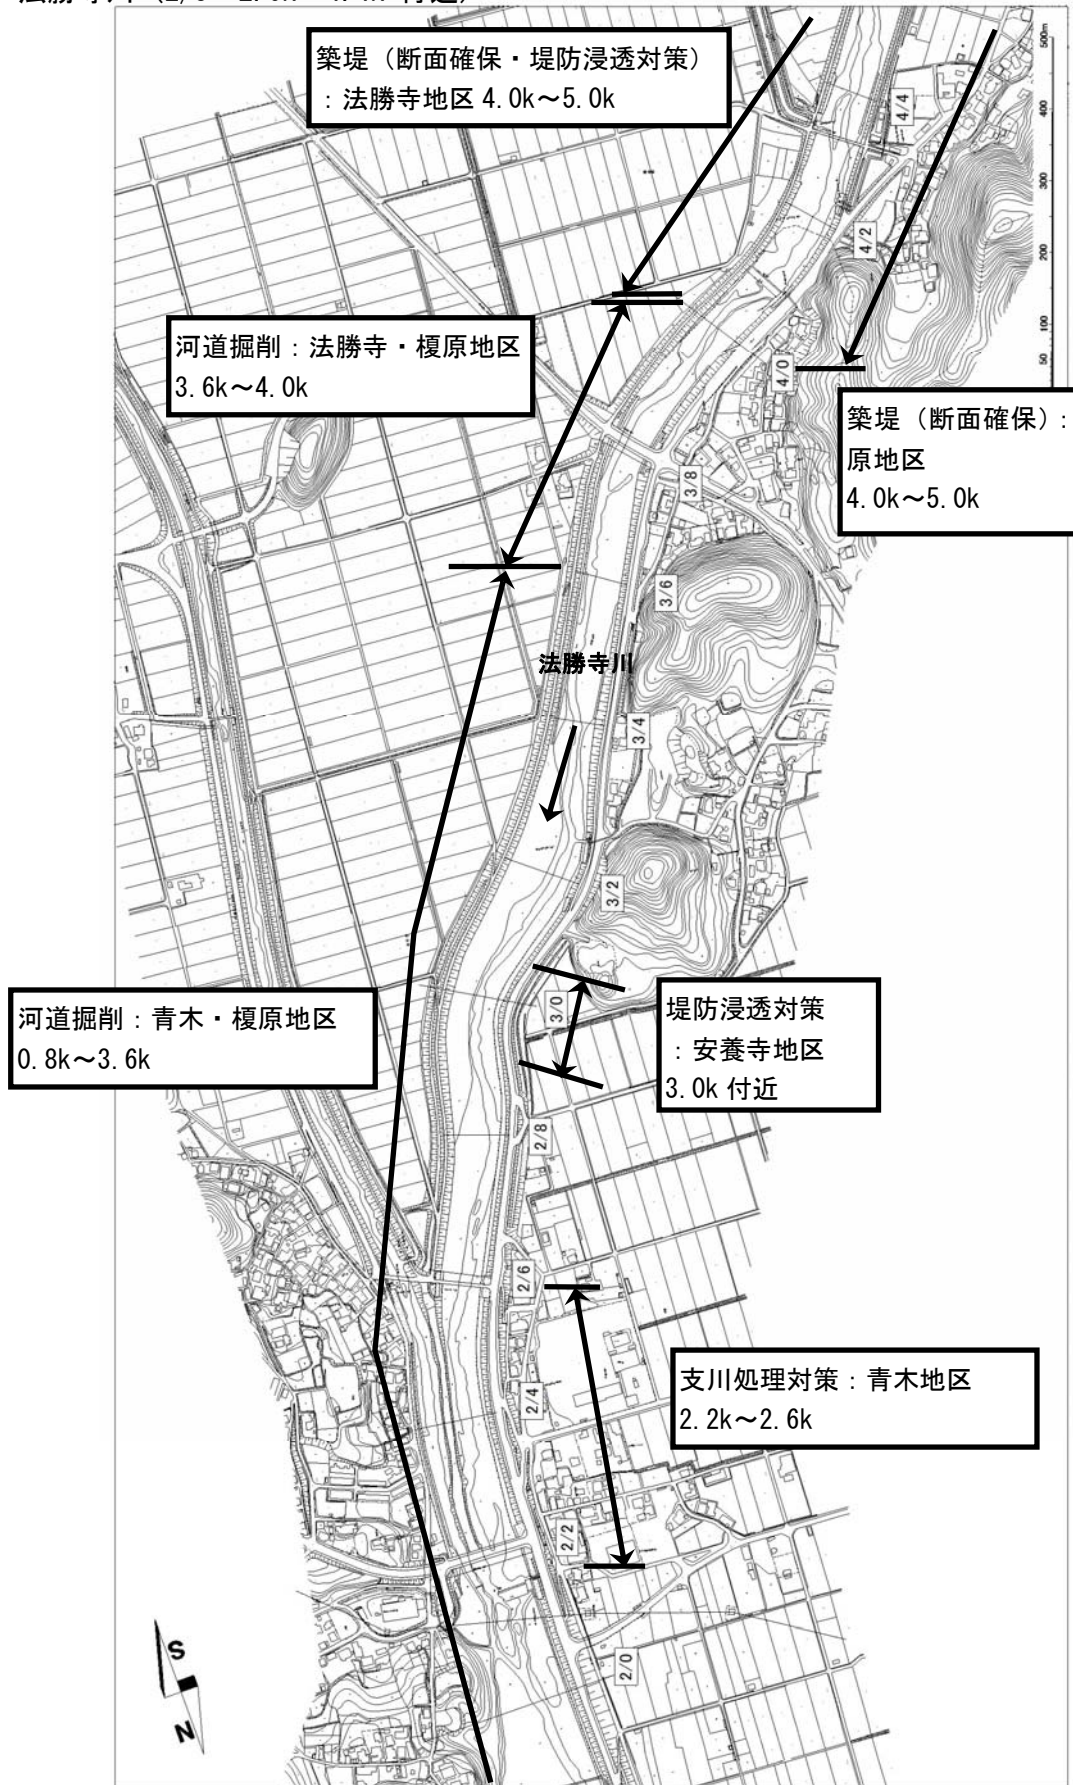 築堤（断面確保・堤防浸透対策）
：法勝寺地区 4.0k～5.0k
500m
400
300
200
100
50
4/4
4/2
河道掘削：法勝寺・榎原地区
3.6k～4.0k
4/0
築堤（断面確保）：
原地区
4.0k～5.0k
3/8
3/6
法勝寺川
3/4
3/2
河道掘削：青木・榎原地区
0.8k～3.6k
3/0
堤防浸透対策
：安養寺地区
3.0k 付近
2/8
2/6
支川処理対策：青木地区
2.2k～2.6k
2/4
2/2
2/0
S
N